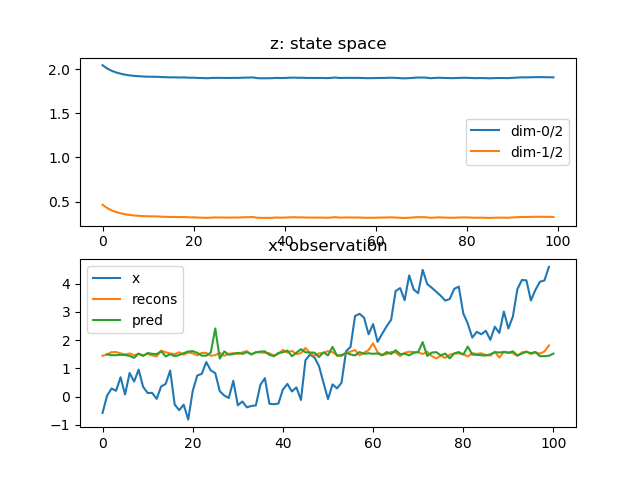 z: state space
2.0
1.5
1.0
0.5
dim-0/2
dim-1/2
0 20 40 60 80 100
x: observation
4
3
2
1
0
−1
x
recons
pred
0 20 40 60 80 100